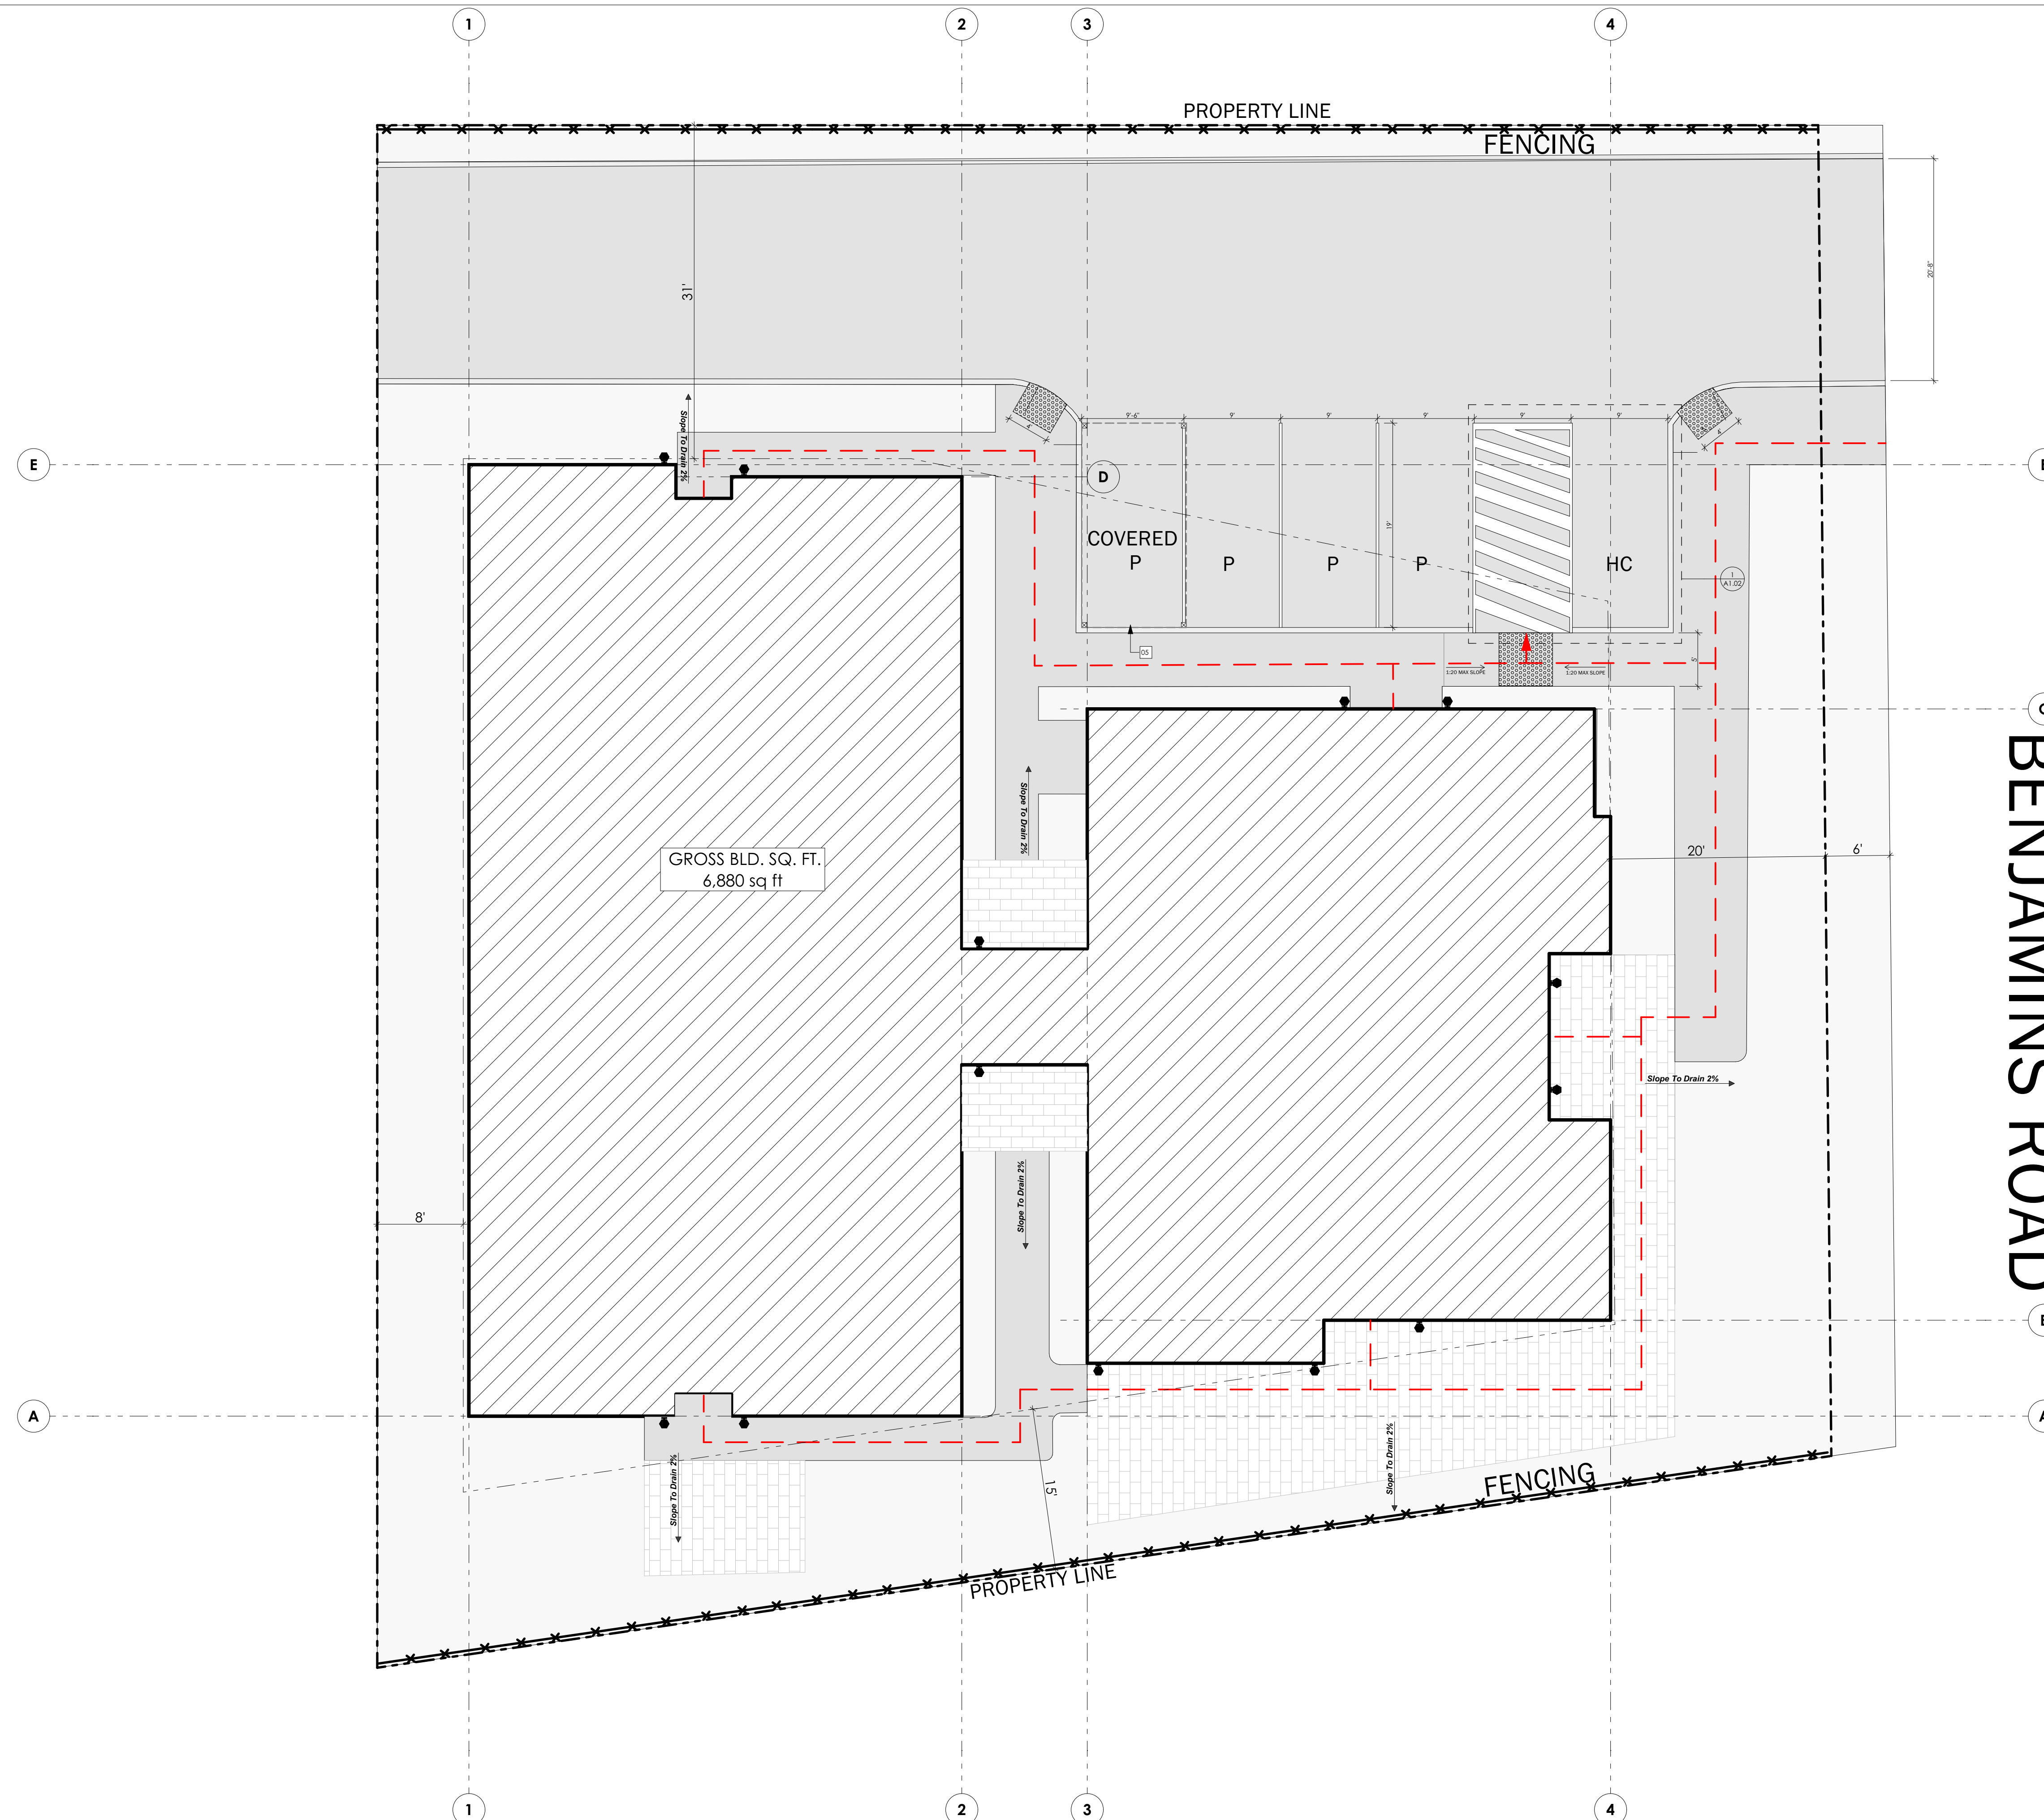 1
2
3
4
PROPERTY LINE
FENCING
31'
20'-8"
Slope To Drain 2%
4'
9'-6"
9'
9'
9'
9'
9'
4'
E
D
19'
COVERED
P
P
P
P
HC
1
A1.02
05
5'
1:20 MAX SLOPE
1:20 MAX SLOPE
Slope To Drain 2%
GROSS BLD. SQ. FT.
6,880 sq ft
20'
6'
BENJAMINS ROAD
Slope To Drain 2%
8'
Slope To Drain 2%
A
Slope To Drain 2%
15'
Slope To Drain 2%
FENCING
PROPERTY LINE
1
2
3
4